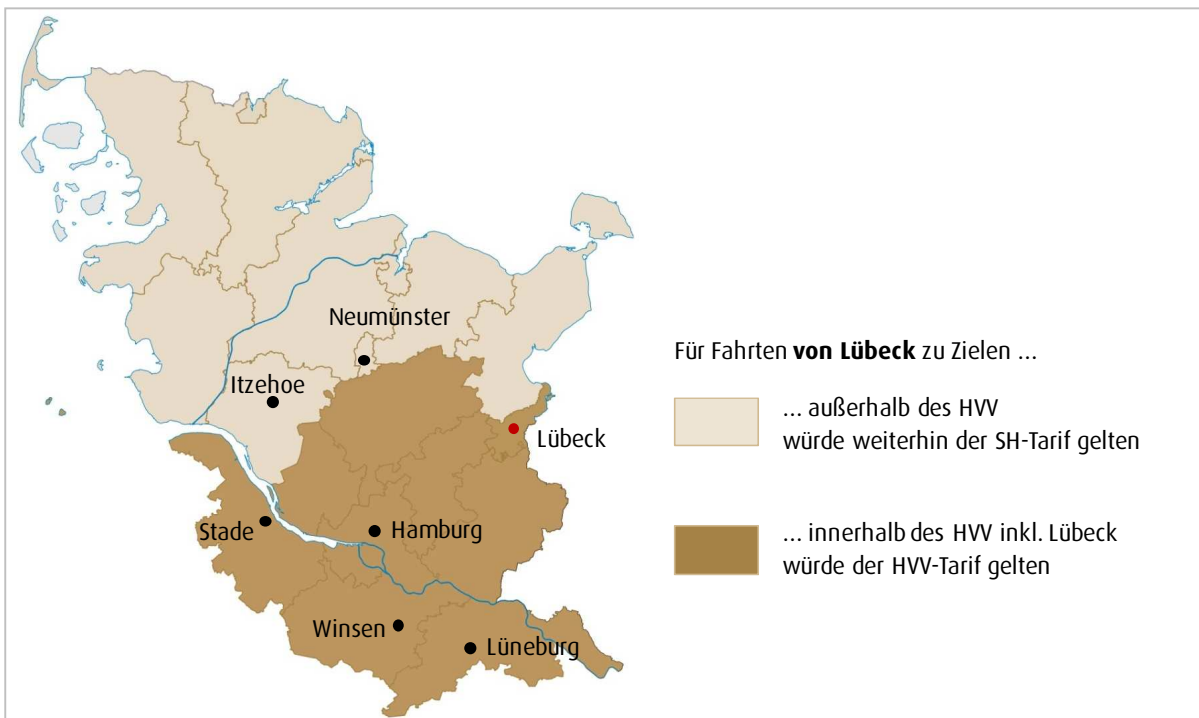 Neumünster
Itzehoe
Lübeck
Stade
Hamburg
Winsen
Lüneburg
Für Fahrten von Lübeck zu Zielen ...
... außerhalb des HVV
würde weiterhin der SH-Tarif gelten
... innerhalb des HVV inkl. Lübeck
würde der HVV-Tarif gelten